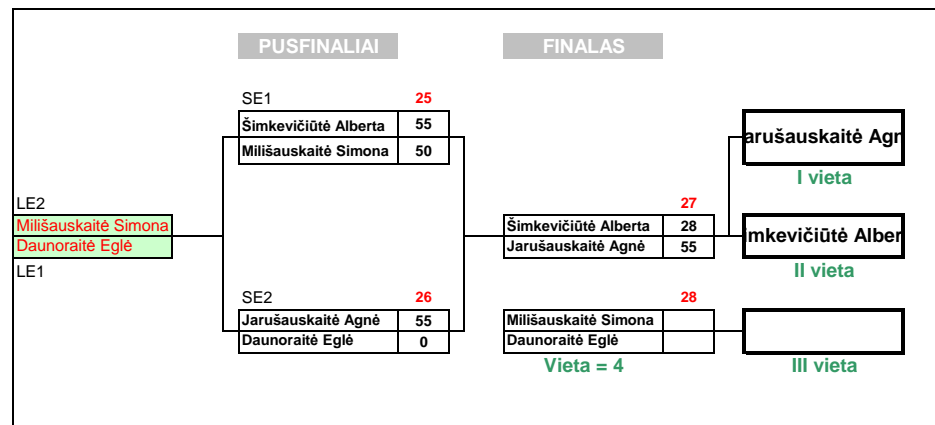 PUSFINALIAI
FINALAS
SE1 25
Šimkevičiūtė Alberta 55
Milišauskaitė Simona 50
arušauskaitė Agn
I vieta
LE2
Milišauskaitė Simona
Daunoraitė Eglė
LE1
27
Šimkevičiūtė Alberta 28
Jarušauskaitė Agnė 55
imkevičiūtė Alber
II vieta
SE2 26
Jarušauskaitė Agnė 55
Daunoraitė Eglė 0
28
Milišauskaitė Simona
Daunoraitė Eglė
Vieta = 4
III vieta